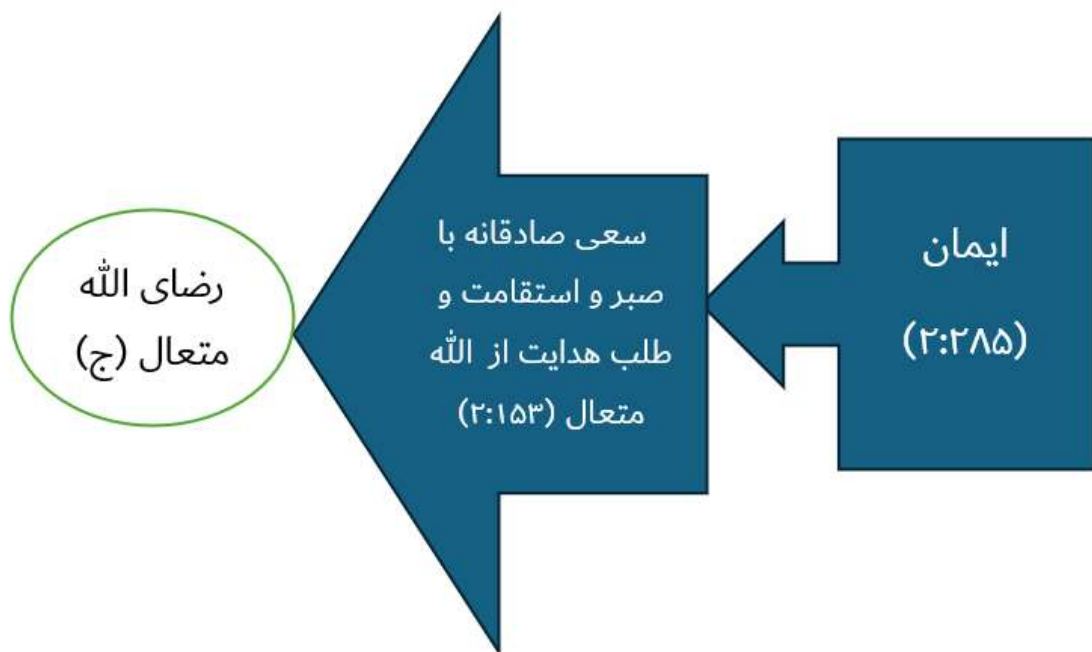 ایمان
(۲:۲۸۵)
سعی صادقانه با
صبر و استقامت و
طلب هدایت از الله
متعال (۲:۱۵۳)
رضای الله
متعال (ج)